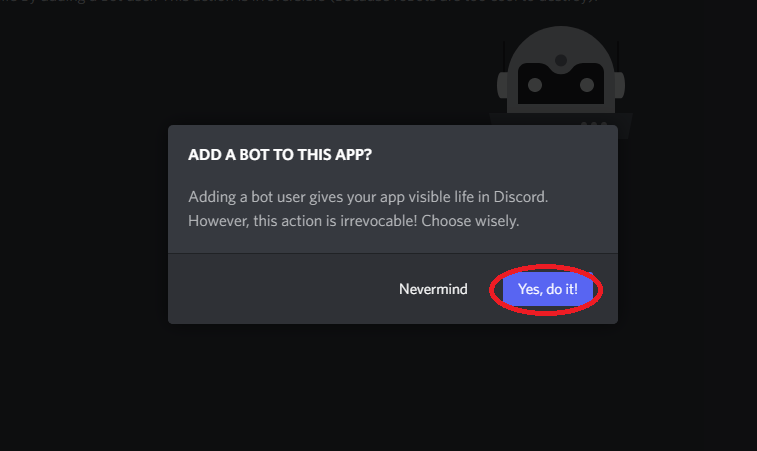 ADD A BOT TO THIS APP?
Adding a bot user gives your app visible life in Discord.
However, this action is irrevocable! Choose wisely.
Nevermind
Yes, do it!